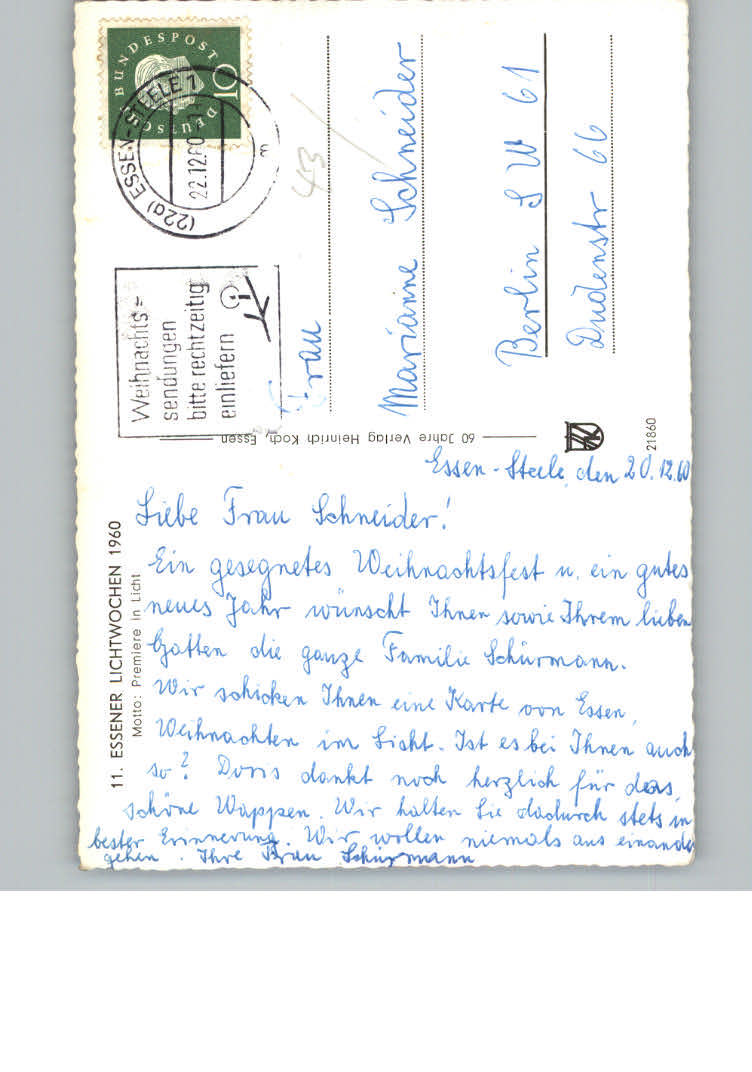 DEUTSCHE BUNDESPOST
10
(22a) ESSEN-STEELE 1
22.12.60
m
Weihnachts=
sendungen
bitte rechtzeitig
einliefern
43
Frau
Marianne Schneider
Berlin SW 61
Dudenstr 66
60 Jahre Verlag Heinrich Koch, Essen
21860
11. ESSENER LICHTWOCHEN 1960
Motto: Premiere in Licht
Essen-Steele, den 20.12.60
Liebe Frau Schneider!
Ein gesegnetes Weihnachtsfest u. ein gutes
neues Jahr wünscht Ihnen sowie Ihrem lieben
Gatten die ganze Familie Schürmann.
Wir schicken Ihnen eine Karte von Essen,
Weihnachten im Licht. Ist es bei Ihnen auch
so? Doris dankt noch herzlich für das
schöne Wappen. Wir halten Sie dadurch stets in
bester Erinnerung. Wir wollen niemals aus einander
gehen. Ihre Frau Schürmann